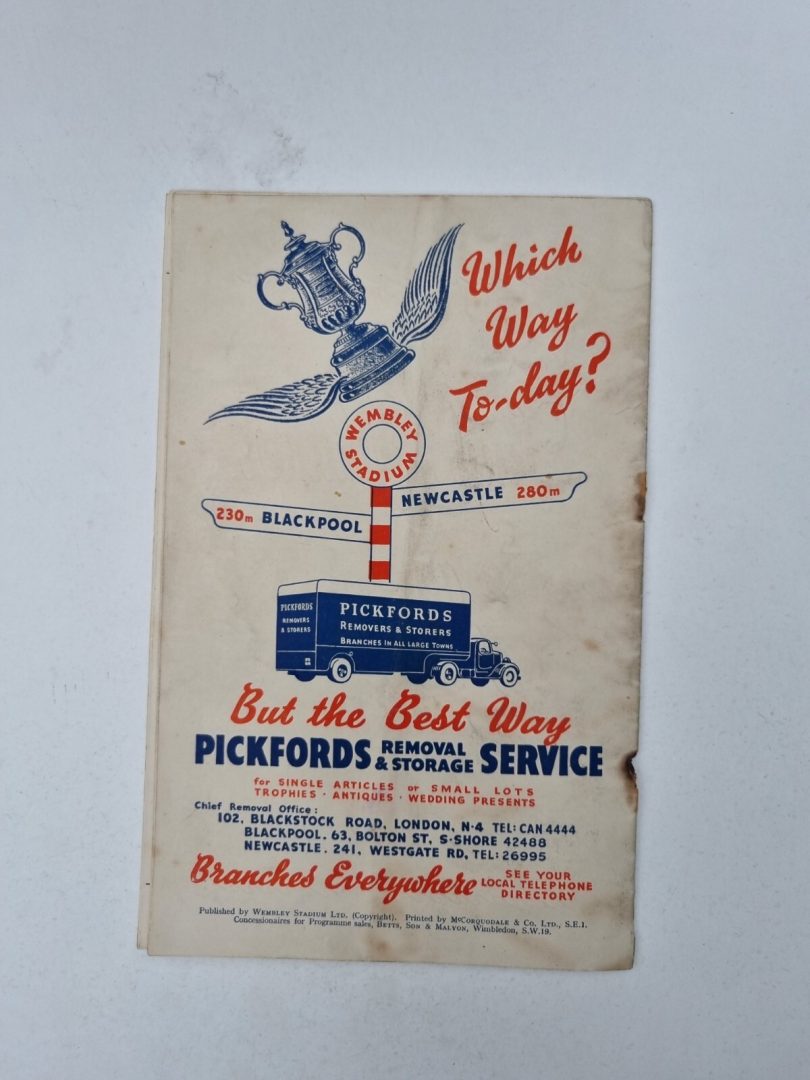 Which
Way
To-day?
WEMBLEY
STADIUM
NEWCASTLE 280m
230m BLACKPOOL
PICKFORDS
REMOVERS
& STORERS
PICKFORDS
REMOVERS & STORERS
BRANCHES IN ALL LARGE TOWNS
But the Best Way
PICKFORDS REMOVAL & STORAGE SERVICE
for SINGLE ARTICLES or SMALL LOTS
TROPHIES · ANTIQUES · WEDDING PRESENTS
Chief Removal Office:
102, BLACKSTOCK ROAD, LONDON, N·4 TEL: CAN 4444
BLACKPOOL. 63, BOLTON ST, S·SHORE 42488
NEWCASTLE. 241, WESTGATE RD, TEL: 26995
Branches Everywhere SEE YOUR LOCAL TELEPHONE DIRECTORY
Published by WEMBLEY STADIUM LTD. (Copyright). Printed by MCCORQUODALE & CO. LTD., S.E.1.
Concessionaires for Programme sales, BETTS, SON & MALYON, Wimbledon, S.W.19.